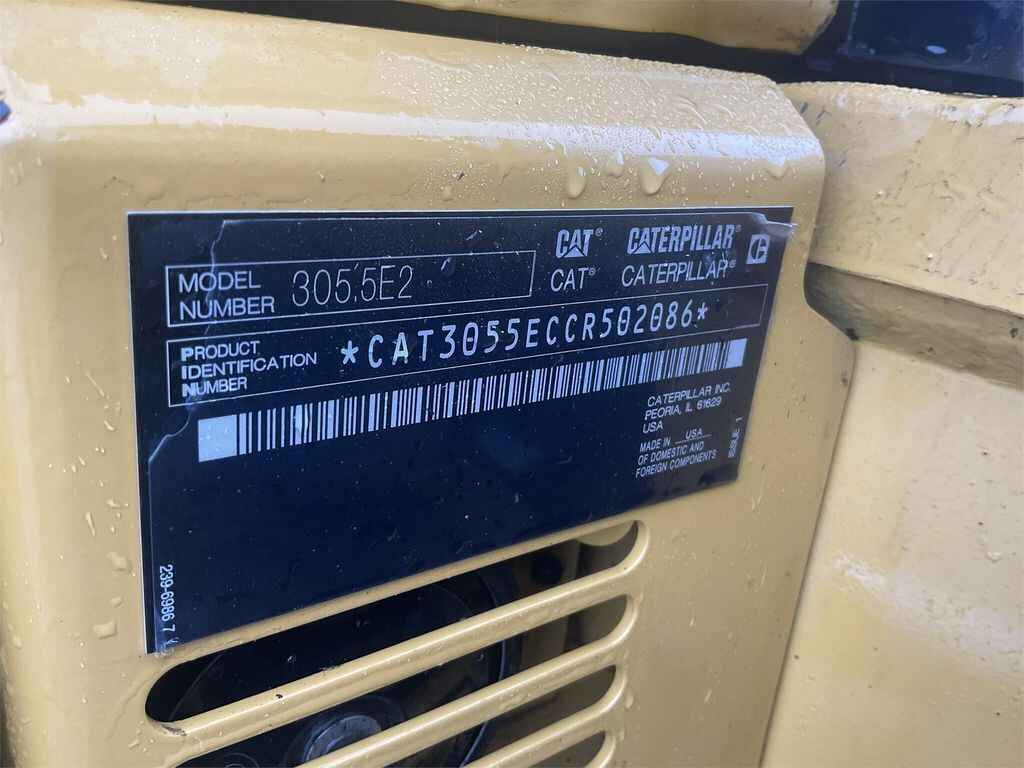 CAT® CATERPILLAR®
CAT® CATERPILLAR®
MODEL
NUMBER
305.5E2
PRODUCT
IDENTIFICATION
NUMBER
*CAT3055ECCR502086*
CATERPILLAR INC.
PEORIA, IL 61629
USA
MADE IN USA
OF DOMESTIC AND
FOREIGN COMPONENTS
ISSUE 1
239-6986 7